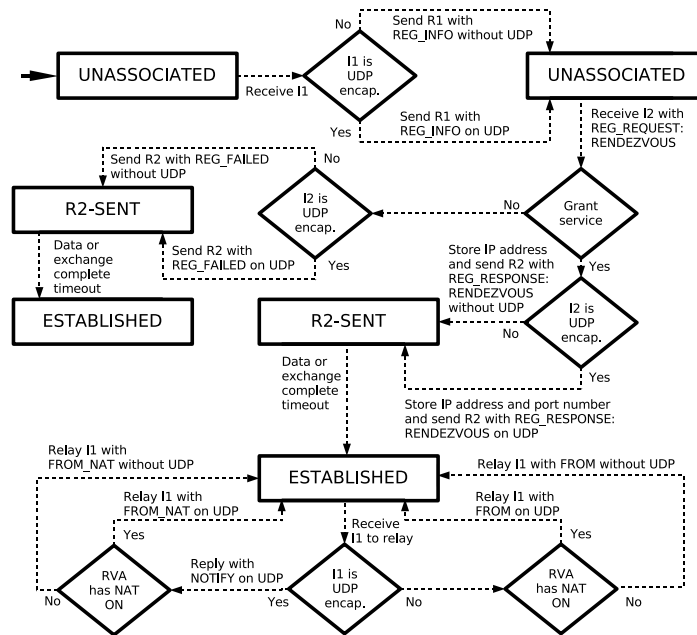 No
Send R1 with
REG_INFO without UDP
UNASSOCIATED
Receive I1
I1 is
UDP
encap.
UNASSOCIATED
Yes
Send R1 with
REG_INFO on UDP
Receive I2 with
REG_REQUEST:
RENDEZVOUS
Send R2 with REG_FAILED
without UDP
No
R2-SENT
I2 is
UDP
encap.
No
Grant
service
Data or
exchange
complete
timeout
Send R2 with
REG_FAILED on UDP
Yes
Store IP address
and send R2 with
REG_RESPONSE:
RENDEZVOUS
without UDP
Yes
ESTABLISHED
R2-SENT
No
I2 is
UDP
encap.
Data or
exchange
complete
timeout
Yes
Store IP address and port number
and send R2 with REG_RESPONSE:
RENDEZVOUS on UDP
Relay I1 with
FROM_NAT without UDP
ESTABLISHED
Relay I1 with FROM without UDP
Relay I1 with
FROM_NAT on UDP
Relay I1 with
FROM on UDP
Yes
Receive
I1 to relay
Yes
RVA
has NAT
ON
No
Reply with
NOTIFY on UDP
Yes
I1 is
UDP
encap.
No
RVA
has NAT
ON
No